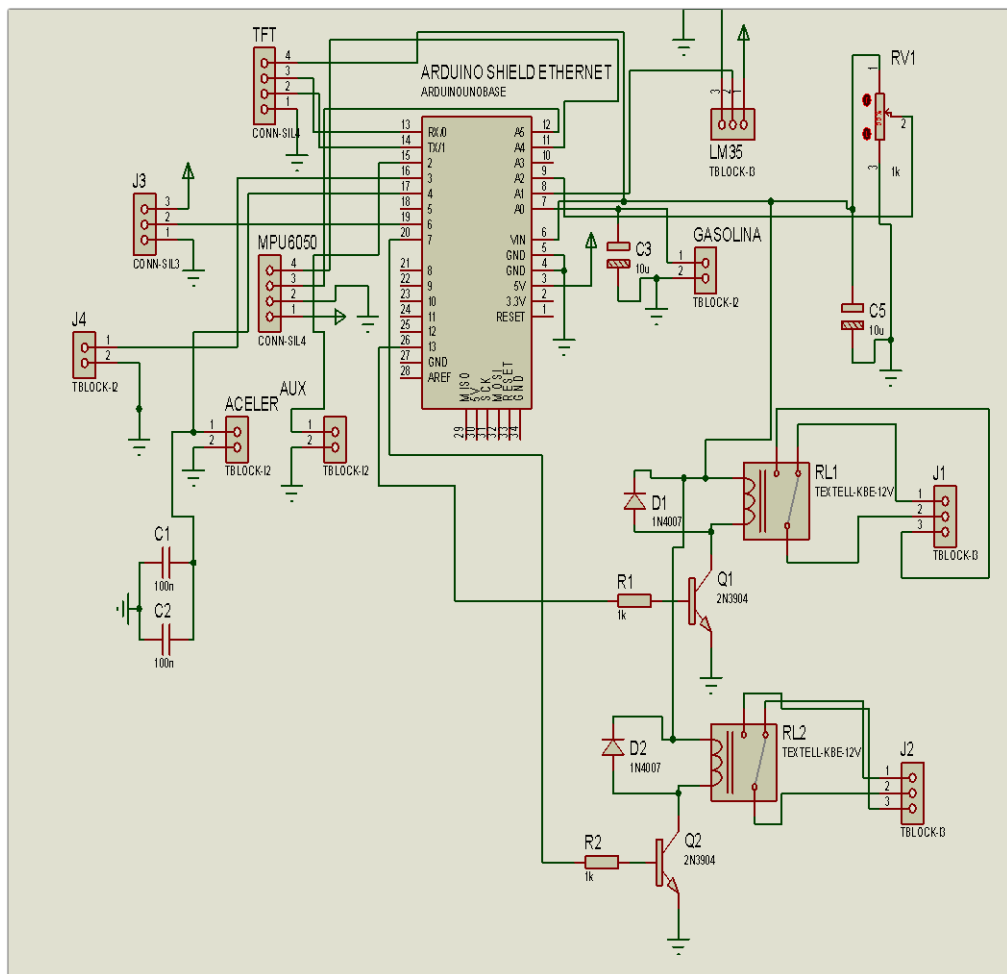 TFT
4
3
2
1
CONN-SIL4
ARDUINO SHIELD ETHERNET
ARDUINOUNOBASE
13
14
15
16
17
18
19
20
21
22
23
24
25
26
27
28
RX/0
TX/1
2
3
4
5
6
7
8
9
10
11
12
13
GND
AREF
A5
A4
A3
A2
A1
A0
VIN
GND
GND
5V
3.3V
RESET
12
11
10
9
8
7
6
5
4
3
2
1
MISO
5V
SCK
MOSI
RESET
GND
29
30
31
32
33
34
3
2
1
LM35
TBLOCK-I3
RV1
1
2
3
1k
J3
3
2
1
CONN-SIL3
MPU6050
4
3
2
1
CONN-SIL4
C3
10u
GASOLINA
1
2
TBLOCK-I2
C5
10u
J4
1
2
TBLOCK-I2
ACELER
1
2
TBLOCK-I2
AUX
1
2
TBLOCK-I2
C1
100n
C2
100n
D1
1N4007
RL1
TEXTELL-KBE-12V
J1
1
2
3
TBLOCK-I3
R1
1k
Q1
2N3904
D2
1N4007
RL2
TEXTELL-KBE-12V
J2
1
2
3
TBLOCK-I3
R2
1k
Q2
2N3904